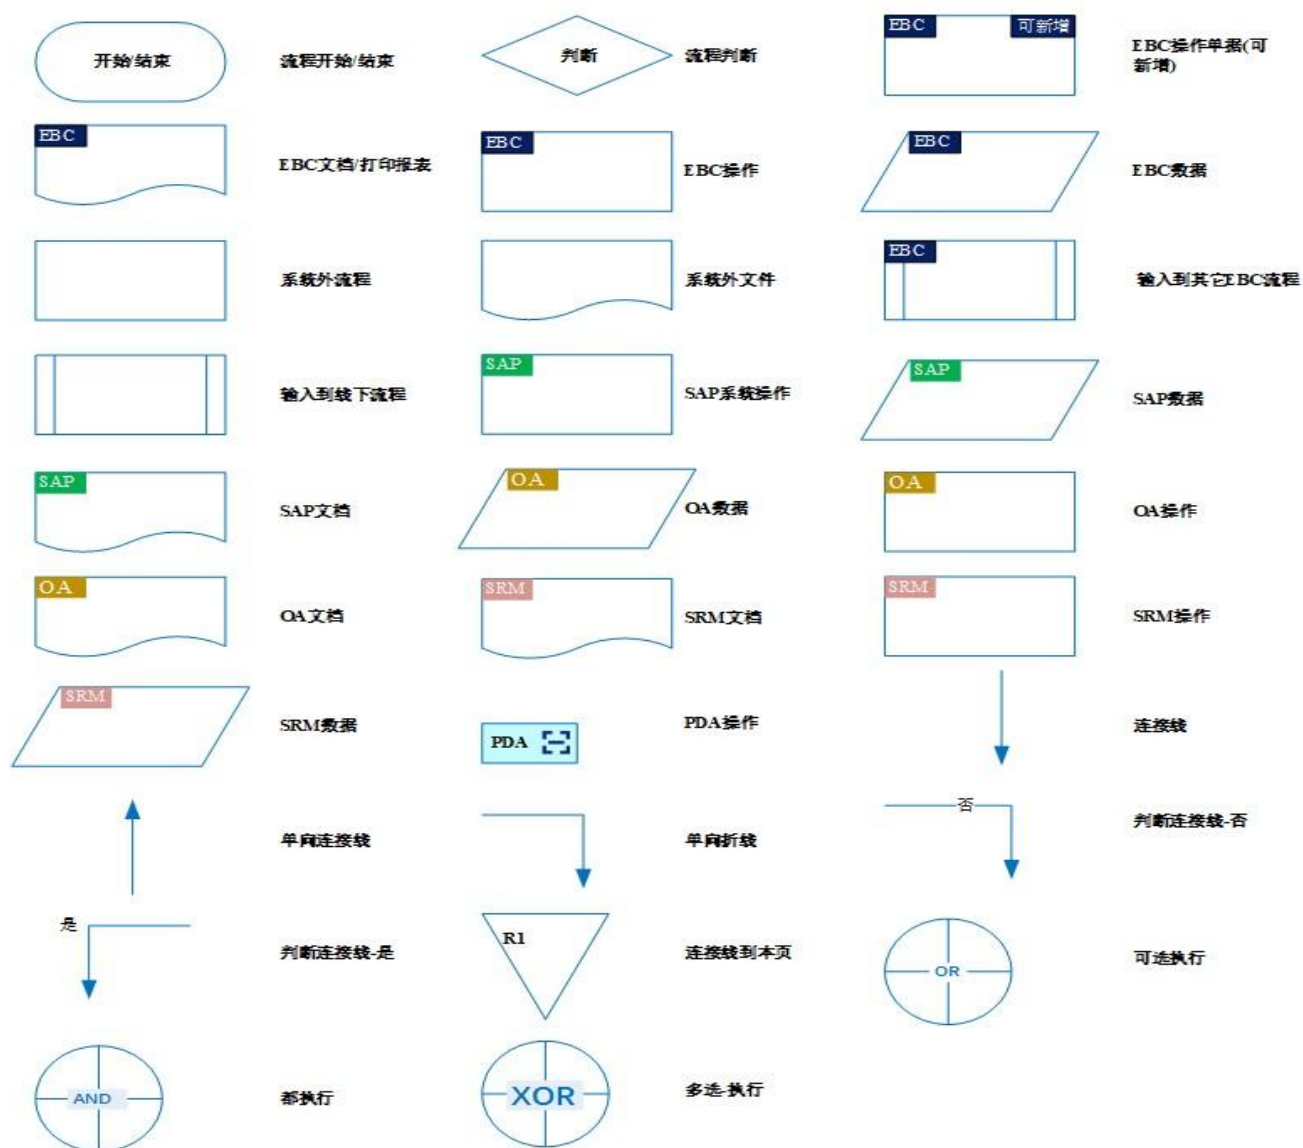 开始/结束
流程开始/结束
判断
流程判断
EBC
可新增
EBC操作单据(可
新增)
EBC
EBC文档/打印报表
EBC
EBC操作
EBC
EBC数据
系统外流程
系统外文件
EBC
输入到其它EBC流程
输入到线下流程
SAP
SAP系统操作
SAP
SAP数据
SAP
SAP文档
OA
OA数据
OA
OA操作
OA
OA文档
SRM
SRM文档
SRM
SRM操作
SRM
SRM数据
PDA
PDA操作
连接线
单向连接线
单向折线
否
判断连接线-否
是
判断连接线-是
R1
连接线到本页
OR
可选执行
AND
都执行
XOR
多选-执行